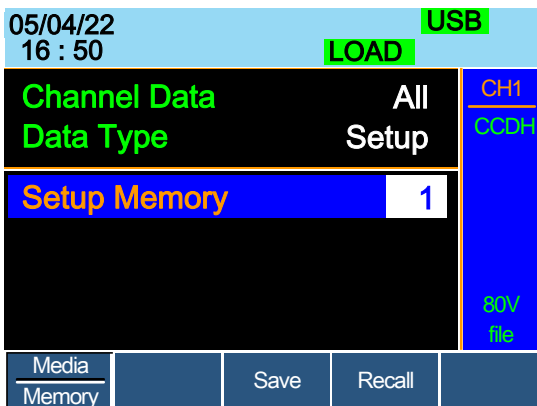 05/04/22 USB
16 : 50 LOAD
Channel Data All
Data Type Setup
Setup Memory 1
CH1
CCDH
80V
file
Media
Memory
Save
Recall